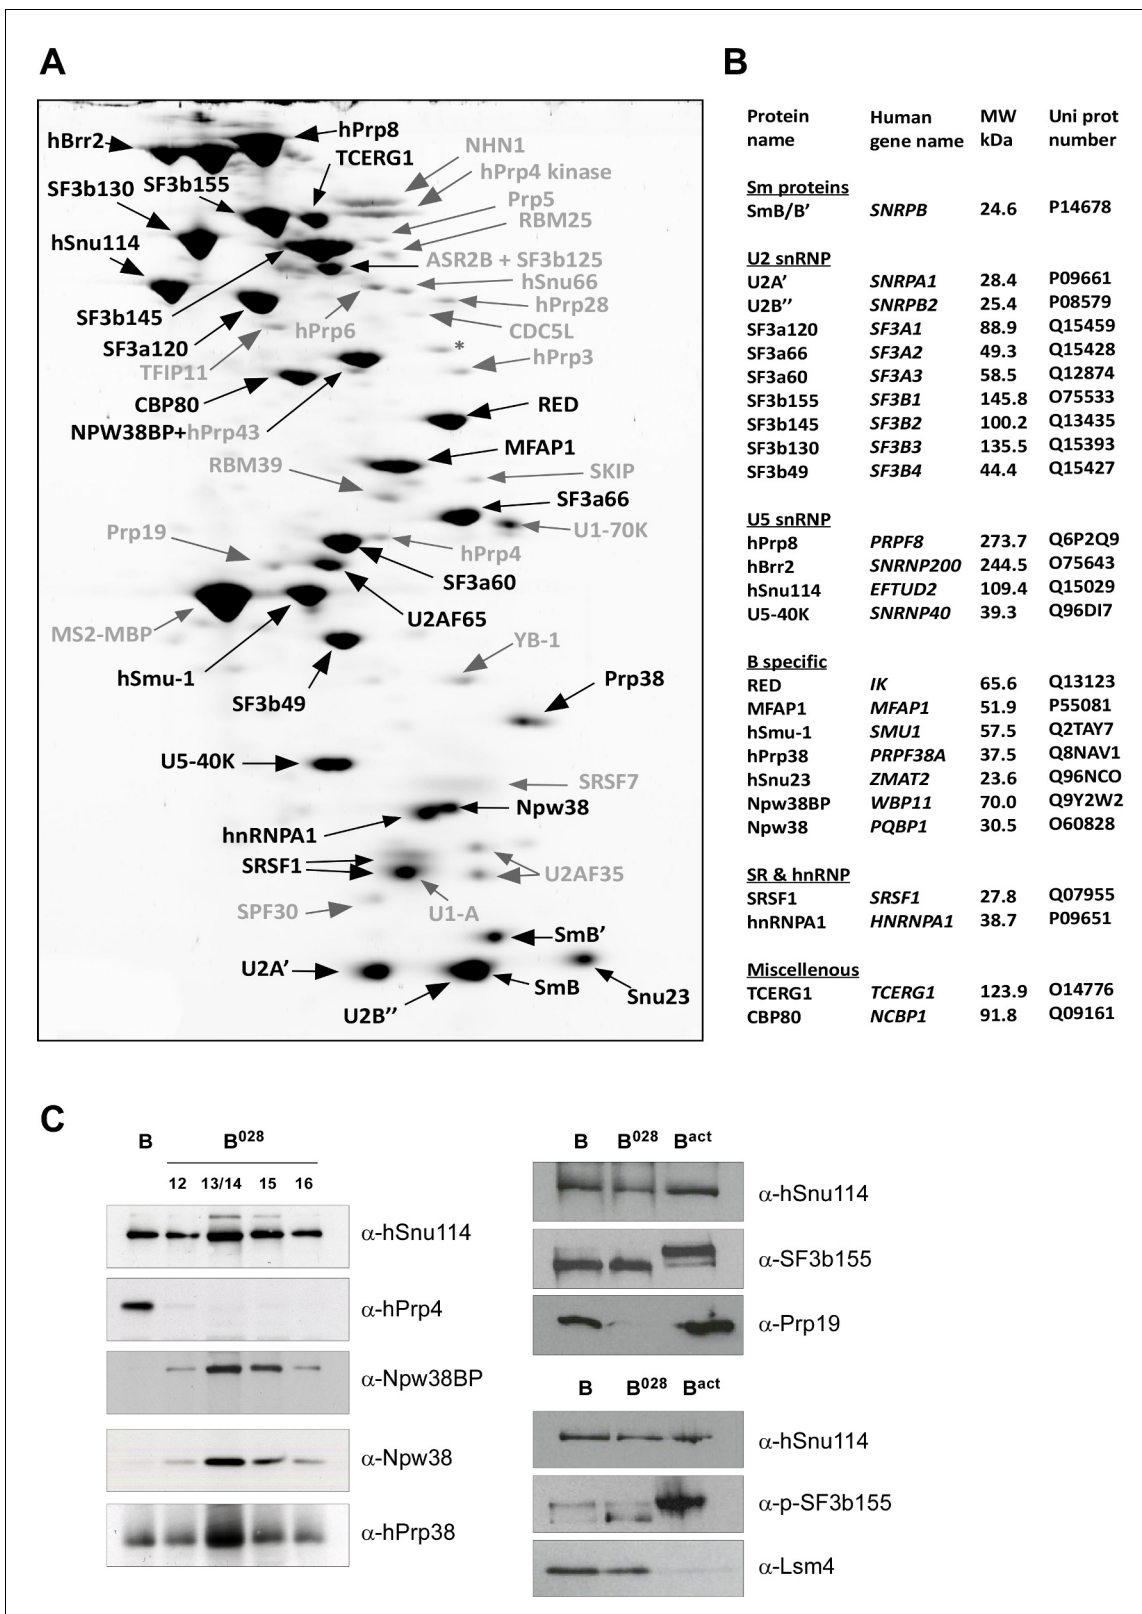 A
hBrr2
hPrp8
TCERG1
NHN1
hPrp4 kinase
SF3b130
SF3b155
Prp5
RBM25
hSnu114
ASR2B + SF3b125
hSnu66
hPrp28
SF3b145
hPrp6
CDC5L
SF3a120
*
hPrp3
TFIP11
CBP80
RED
NPW38BP+hPrp43
MFAP1
RBM39
SKIP
SF3a66
U1-70K
Prp19
hPrp4
SF3a60
U2AF65
MS2-MBP
YB-1
hSmu-1
Prp38
SF3b49
U5-40K
SRSF7
Npw38
hnRNPA1
SRSF1
U2AF35
SPF30
U1-A
SmB’
U2A’
SmB
Snu23
U2B’’
B
Protein name Human gene name MW kDa Uni prot number
Sm proteins
SmB/B’ SNRPB 24.6 P14678
U2 snRNP
U2A’ SNRPA1 28.4 P09661
U2B’’ SNRPB2 25.4 P08579
SF3a120 SF3A1 88.9 Q15459
SF3a66 SF3A2 49.3 Q15428
SF3a60 SF3A3 58.5 Q12874
SF3b155 SF3B1 145.8 O75533
SF3b145 SF3B2 100.2 Q13435
SF3b130 SF3B3 135.5 Q15393
SF3b49 SF3B4 44.4 Q15427
U5 snRNP
hPrp8 PRPF8 273.7 Q6P2Q9
hBrr2 SNRNP200 244.5 O75643
hSnu114 EFTUD2 109.4 Q15029
U5-40K SNRNP40 39.3 Q96DI7
B specific
RED IK 65.6 Q13123
MFAP1 MFAP1 51.9 P55081
hSmu-1 SMU1 57.5 Q2TAY7
hPrp38 PRPF38A 37.5 Q8NAV1
hSnu23 ZMAT2 23.6 Q96NCO
Npw38BP WBP11 70.0 Q9Y2W2
Npw38 PQBP1 30.5 O60828
SR & hnRNP
SRSF1 SRSF1 27.8 Q07955
hnRNPA1 HNRNPA1 38.7 P09651
Miscellenous
TCERG1 TCERG1 123.9 O14776
CBP80 NCBP1 91.8 Q09161
C
B B028
12 13/14 15 16
α-hSnu114
α-hPrp4
α-Npw38BP
α-Npw38
α-hPrp38
B B028 Bact
α-hSnu114
α-SF3b155
α-Prp19
B B028 Bact
α-hSnu114
α-p-SF3b155
α-Lsm4